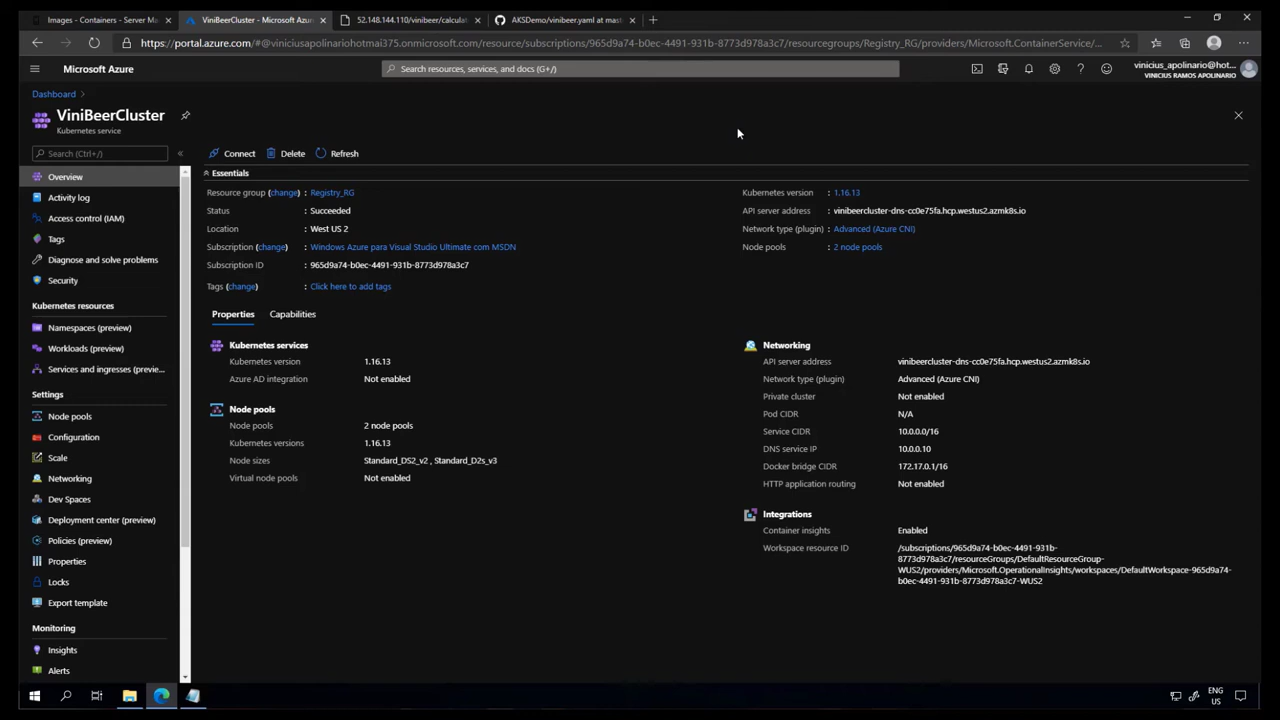 Images - Containers - Server Ma
ViniBeerCluster - Microsoft Azur
52.148.144.110/vinibeer/calculat
AKSDemo/vinibeer.yaml at mast
https://portal.azure.com/#@viniciusapolinariohotmai375.onmicrosoft.com/resource/subscriptions/965d9a74-b0ec-4491-931b-8773d978a3c7/resourcegroups/Registry_RG/providers/Microsoft.ContainerService/...
Microsoft Azure
Search resources, services, and docs (G+/)
vinicius_apolinario@hot...
VINICIUS RAMOS APOLINARIO
Dashboard >
ViniBeerCluster
Kubernetes service
Search (Ctrl+/)
«
Connect
Delete
Refresh
Overview
Activity log
Access control (IAM)
Tags
Diagnose and solve problems
Security
Kubernetes resources
Namespaces (preview)
Workloads (preview)
Services and ingresses (previe...
Settings
Node pools
Configuration
Scale
Networking
Dev Spaces
Deployment center (preview)
Policies (preview)
Properties
Locks
Export template
Monitoring
Insights
Alerts
Essentials
Resource group (change) : Registry_RG
Status : Succeeded
Location : West US 2
Subscription (change) : Windows Azure para Visual Studio Ultimate com MSDN
Subscription ID : 965d9a74-b0ec-4491-931b-8773d978a3c7
Tags (change) : Click here to add tags
Kubernetes version : 1.16.13
API server address : vinibeercluster-dns-cc0e75fa.hcp.westus2.azmk8s.io
Network type (plugin) : Advanced (Azure CNI)
Node pools : 2 node pools
Properties
Capabilities
Kubernetes services
Kubernetes version 1.16.13
Azure AD integration Not enabled
Node pools
Node pools 2 node pools
Kubernetes versions 1.16.13
Node sizes Standard_DS2_v2 , Standard_D2s_v3
Virtual node pools Not enabled
Networking
API server address vinibeercluster-dns-cc0e75fa.hcp.westus2.azmk8s.io
Network type (plugin) Advanced (Azure CNI)
Private cluster Not enabled
Pod CIDR N/A
Service CIDR 10.0.0.0/16
DNS service IP 10.0.0.10
Docker bridge CIDR 172.17.0.1/16
HTTP application routing Not enabled
Integrations
Container insights Enabled
Workspace resource ID /subscriptions/965d9a74-b0ec-4491-931b-
8773d978a3c7/resourceGroups/DefaultResourceGroup-
WUS2/providers/Microsoft.OperationalInsights/workspaces/DefaultWorkspace-965d9a74-
b0ec-4491-931b-8773d978a3c7-WUS2
ENG
US